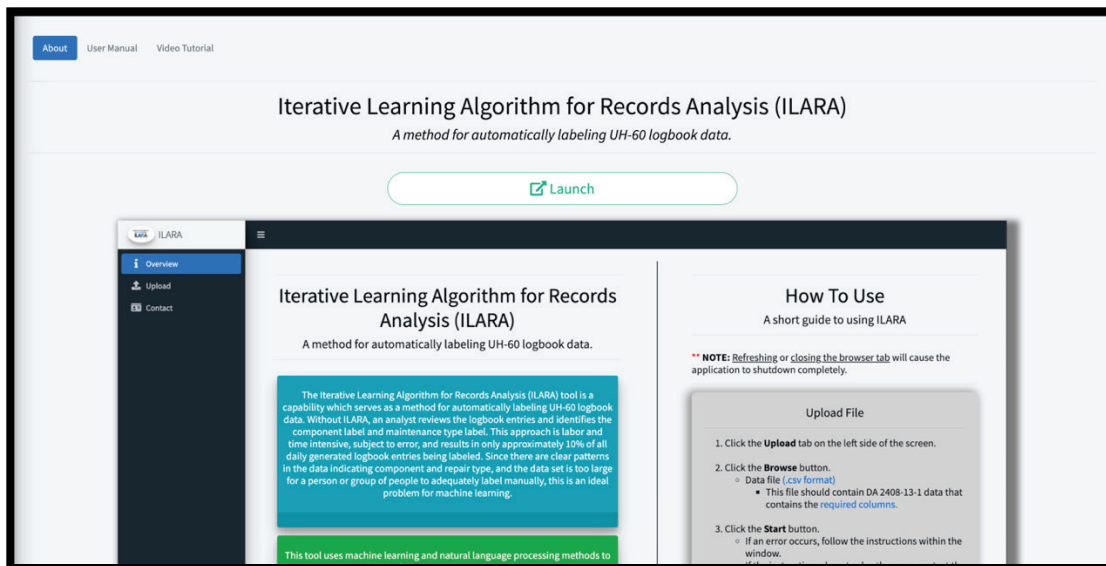 About
User Manual
Video Tutorial
Iterative Learning Algorithm for Records Analysis (ILARA)
A method for automatically labeling UH-60 logbook data.
Launch
ILARA
Overview
Upload
Contact
Iterative Learning Algorithm for Records
Analysis (ILARA)
A method for automatically labeling UH-60 logbook data.
The Iterative Learning Algorithm for Records Analysis (ILARA) tool is a
capability which serves as a method for automatically labeling UH-60 logbook
data. Without ILARA, an analyst reviews the logbook entries and identifies the
component label and maintenance type label. This approach is labor and
time intensive, subject to error, and results in only approximately 10% of all
daily generated logbook entries being labeled. Since there are clear patterns
in the data indicating component and repair type, and the data set is too large
for a person or group of people to adequately label manually, this is an ideal
problem for machine learning.
This tool uses machine learning and natural language processing methods to
How To Use
A short guide to using ILARA
** NOTE: Refreshing or closing the browser tab will cause the
application to shutdown completely.
Upload File
1. Click the Upload tab on the left side of the screen.
2. Click the Browse button.
Data file (.csv format)
This file should contain DA 2408-13-1 data that
contains the required columns.
3. Click the Start button.
If an error occurs, follow the instructions within the
window.